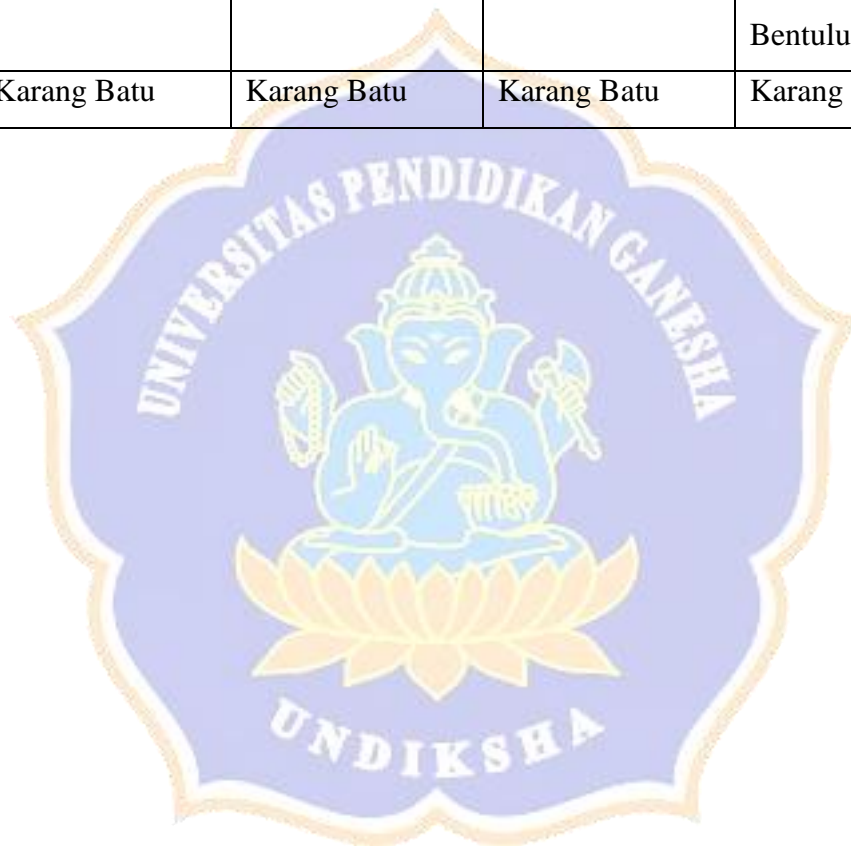 Bentulu
Karang Batu Karang Batu Karang Batu Karang
UNIVERSITAS PENDIDIKAN GANESHA
UNDIKSHA